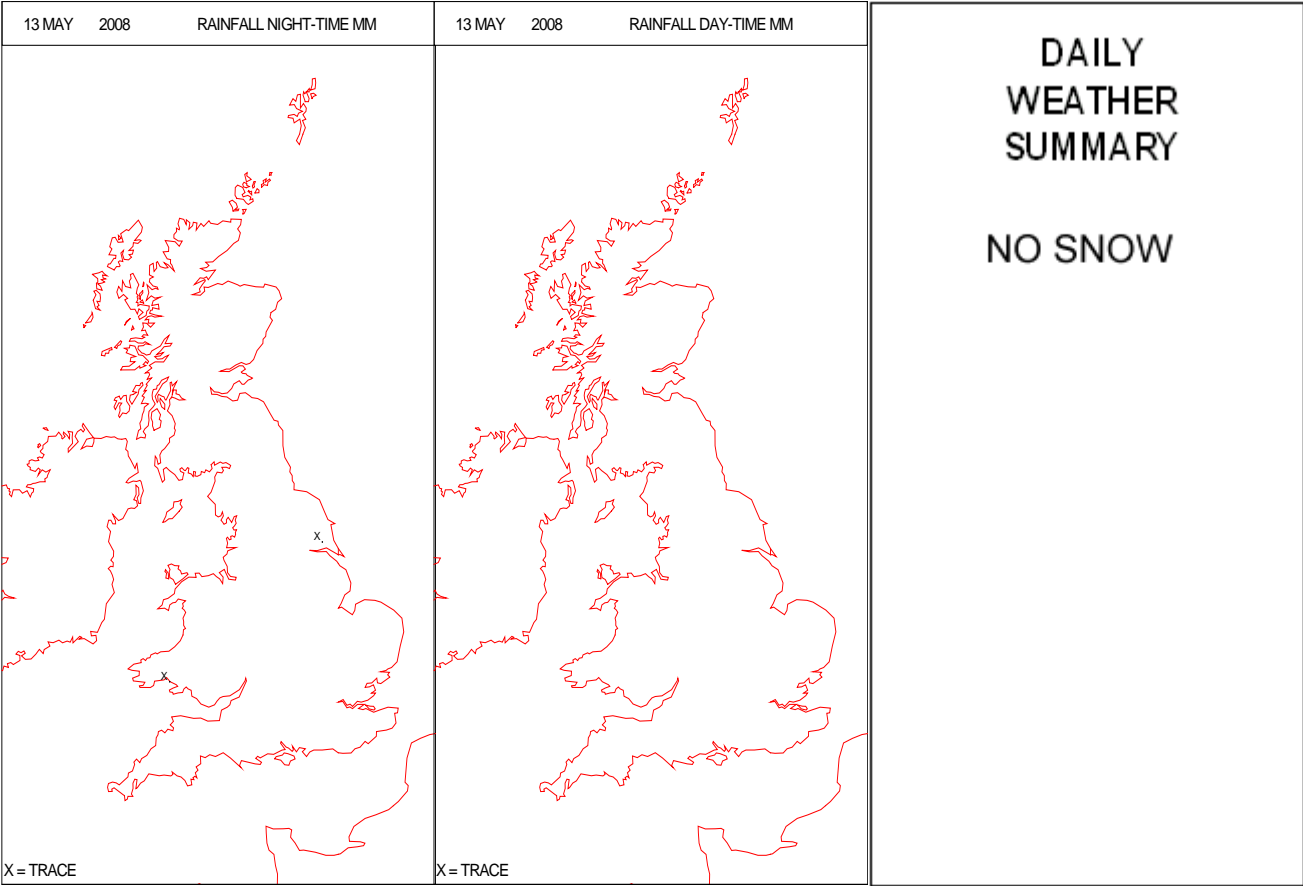 13 MAY 2008 RAINFALL NIGHT-TIME MM
X.
X.
X = TRACE
13 MAY 2008 RAINFALL DAY-TIME MM
X = TRACE
DAILY
WEATHER
SUMMARY
NO SNOW